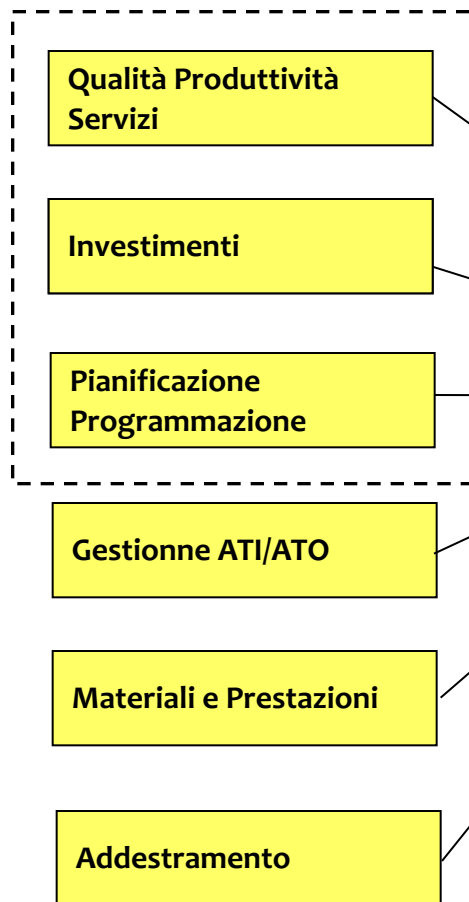 Qualità Produttività
Servizi
Investimenti
Pianificazione
Programmazione
Gestionne ATI/ATO
Materiali e Prestazioni
Addestramento